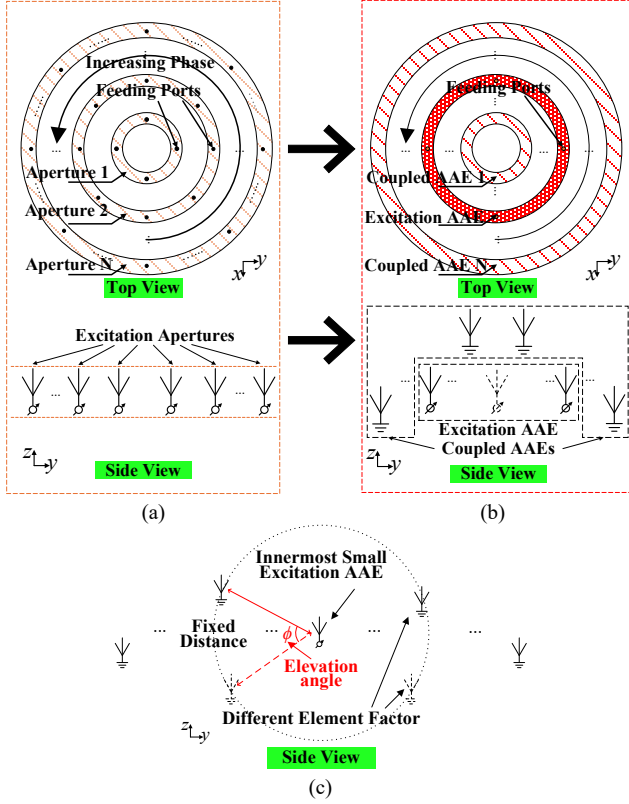 Increasing Phase
Feeding Ports
...
...
Aperture 1
Aperture 2
Aperture N
x
y
Top View
Excitation Apertures
...
...
z
y
Side View
(a)
Feeding Ports
...
...
Coupled AAE 1
Excitation AAE
Coupled AAE N
x
y
Top View
...
...
...
...
Excitation AAE
Coupled AAEs
z
y
Side View
(b)
Innermost Small
Excitation AAE
Fixed
Distance
...
...
ϕ
...
...
Elevation
angle
Different Element Factor
z
y
Side View
(c)